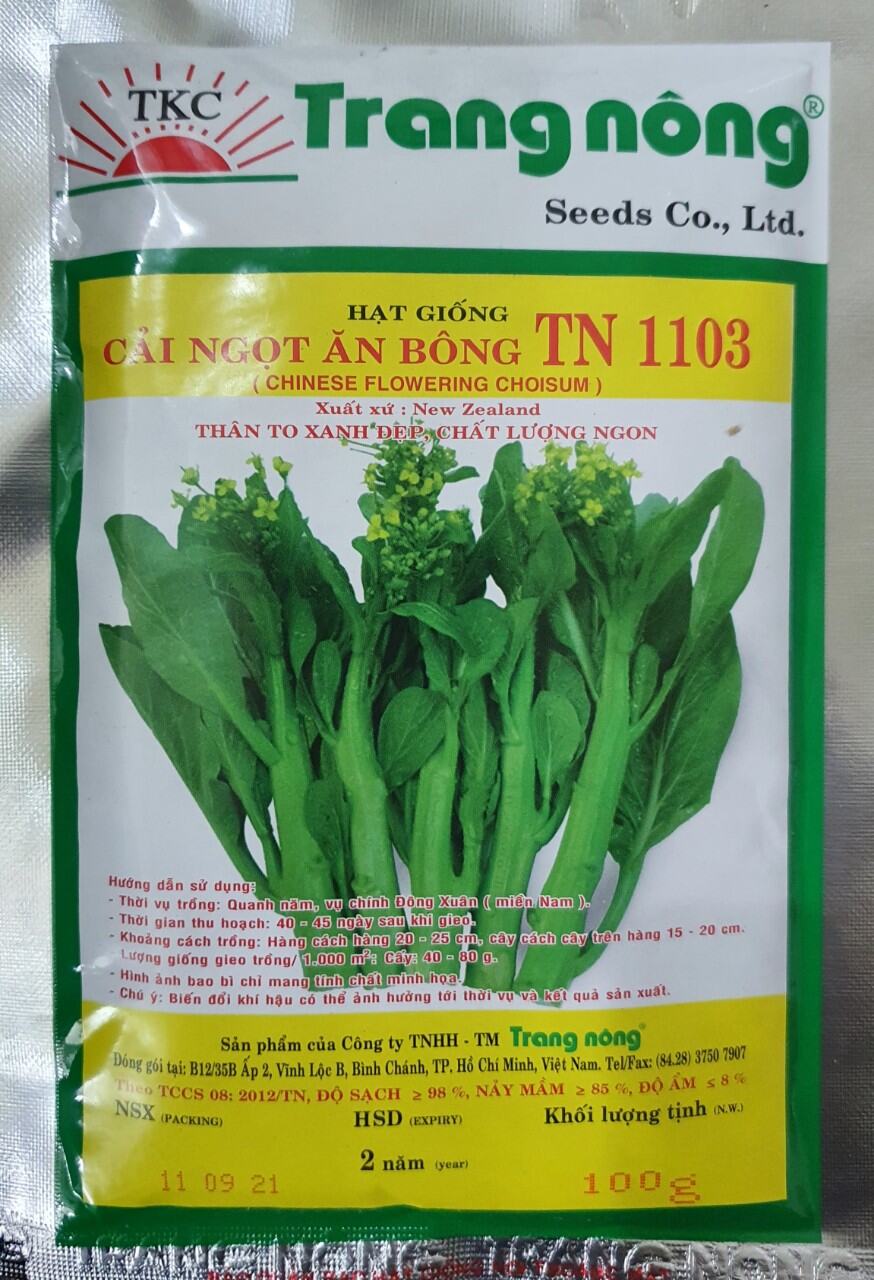 TKC
Trang nông®
Seeds Co., Ltd.
HẠT GIỐNG
CẢI NGỌT ĂN BÔNG TN 1103
( CHINESE FLOWERING CHOISUM )
Xuất xứ : New Zealand
THÂN TO XANH ĐẸP, CHẤT LƯỢNG NGON
Hướng dẫn sử dụng:
- Thời vụ trồng: Quanh năm, vụ chính Đông Xuân ( miền Nam ).
- Thời gian thu hoạch: 40 - 45 ngày sau khi gieo.
- Khoảng cách trồng: Hàng cách hàng 20 - 25 cm, cây cách cây trên hàng 15 - 20 cm.
Lượng giống gieo trồng/ 1.000 m²: Cấy: 40 - 80 g.
- Hình ảnh bao bì chỉ mang tính chất minh họa.
- Chú ý: Biến đổi khí hậu có thể ảnh hưởng tới thời vụ và kết quả sản xuất.
Sản phẩm của Công ty TNHH - TM Trang nông®
Đóng gói tại: B12/35B Ấp 2, Vĩnh Lộc B, Bình Chánh, TP. Hồ Chí Minh, Việt Nam. Tel/Fax: (84.28) 3750 7907
Theo TCCS 08: 2012/TN, ĐỘ SẠCH ≥ 98 %, NẢY MẦM ≥ 85 %, ĐỘ ẨM ≤ 8 %
NSX (PACKING) HSD (EXPIRY) Khối lượng tịnh (N.W.)
2 năm (year)
11 09 21 100g
TRANG NÔNG TRANG NÔNG